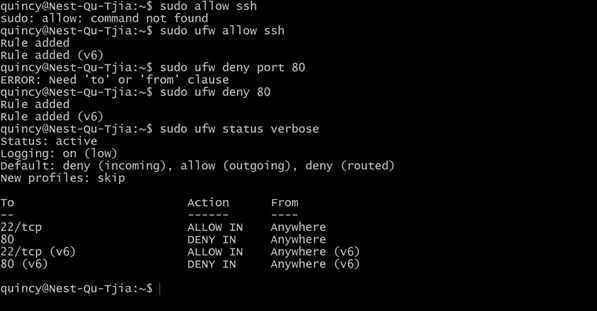 quincy@Nest-Qu-Tjia:~$ sudo allow ssh
sudo: allow: command not found
quincy@Nest-Qu-Tjia:~$ sudo ufw allow ssh
Rule added
Rule added (v6)
quincy@Nest-Qu-Tjia:~$ sudo ufw deny port 80
ERROR: Need 'to' or 'from' clause
quincy@Nest-Qu-Tjia:~$ sudo ufw deny 80
Rule added
Rule added (v6)
quincy@Nest-Qu-Tjia:~$ sudo ufw status verbose
Status: active
Logging: on (low)
Default: deny (incoming), allow (outgoing), deny (routed)
New profiles: skip
To                         Action      From
--                         ------      ----
22/tcp                     ALLOW IN    Anywhere
80                         DENY IN     Anywhere
22/tcp (v6)                ALLOW IN    Anywhere (v6)
80 (v6)                    DENY IN     Anywhere (v6)
quincy@Nest-Qu-Tjia:~$